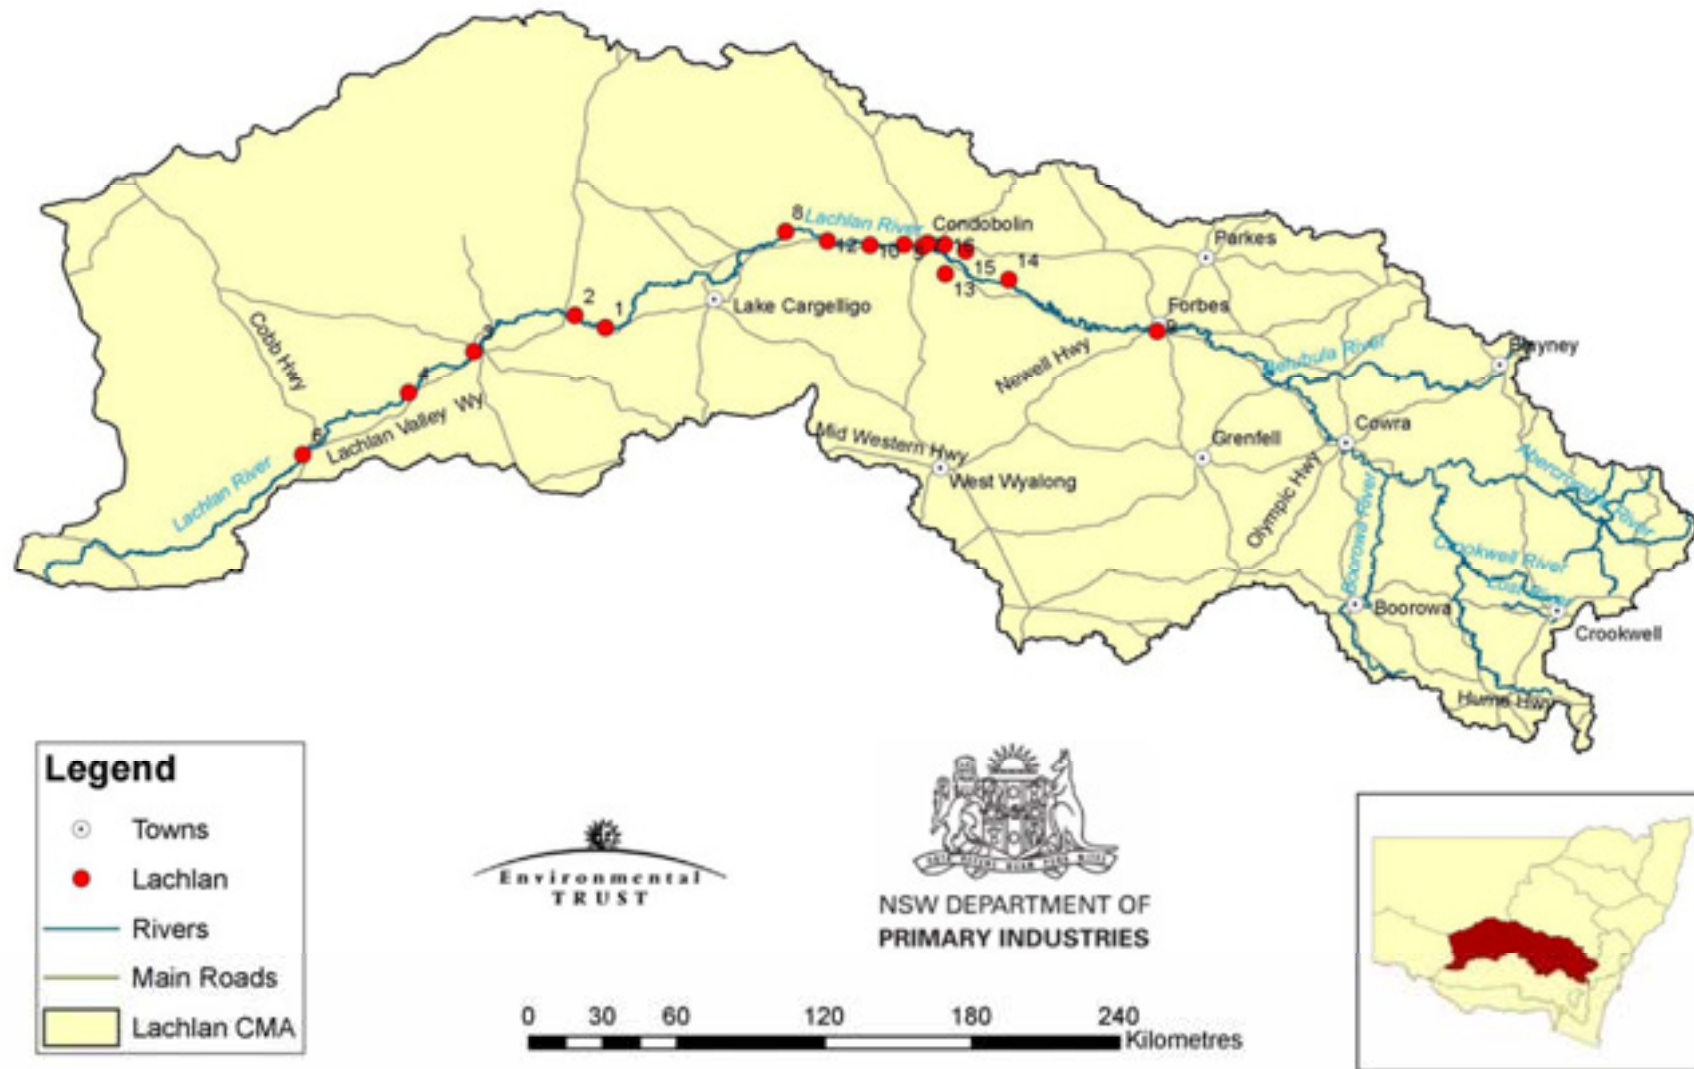 8
Lachlan River
Condobolin
12
10
16
15
14
13
Parkes
2
1
Lake Cargelligo
Forbes
9
3
Cobb Hwy
Newell Hwy
Belubula River
Blayney
4
Lachlan Valley Wy
6
Mid Western Hwy
Grenfell
Cowra
West Wyalong
Olympic Hwy
Abercrombie River
Lachlan River
Boorowa River
Crookwell River
Lost River
Boorowa
Crookwell
Hume Hwy
Legend
Towns
Lachlan
Rivers
Main Roads
Lachlan CMA
Environmental
TRUST
NSW DEPARTMENT OF
PRIMARY INDUSTRIES
0 30 60 120 180 240
Kilometres